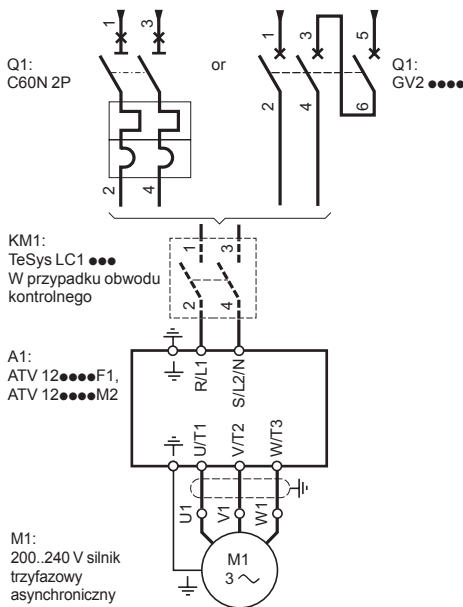 Q1:
C60N 2P
1
3
2
4
or
1
3
5
2
4
6
Q1:
GV2 ●●●●
KM1:
TeSys LC1 ●●●
W przypadku obwodu
kontrolnego
1
3
2
4
A1:
ATV 12●●●●F1,
ATV 12●●●●M2
R/L1
S/L2/N
U/T1
V/T2
W/T3
U1
V1
W1
M1:
200..240 V silnik
trzyfazowy
asynchroniczny
M1
3 ~